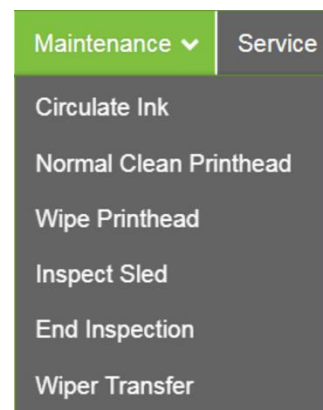 Maintenance Service
Circulate Ink
Normal Clean Printhead
Wipe Printhead
Inspect Sled
End Inspection
Wiper Transfer